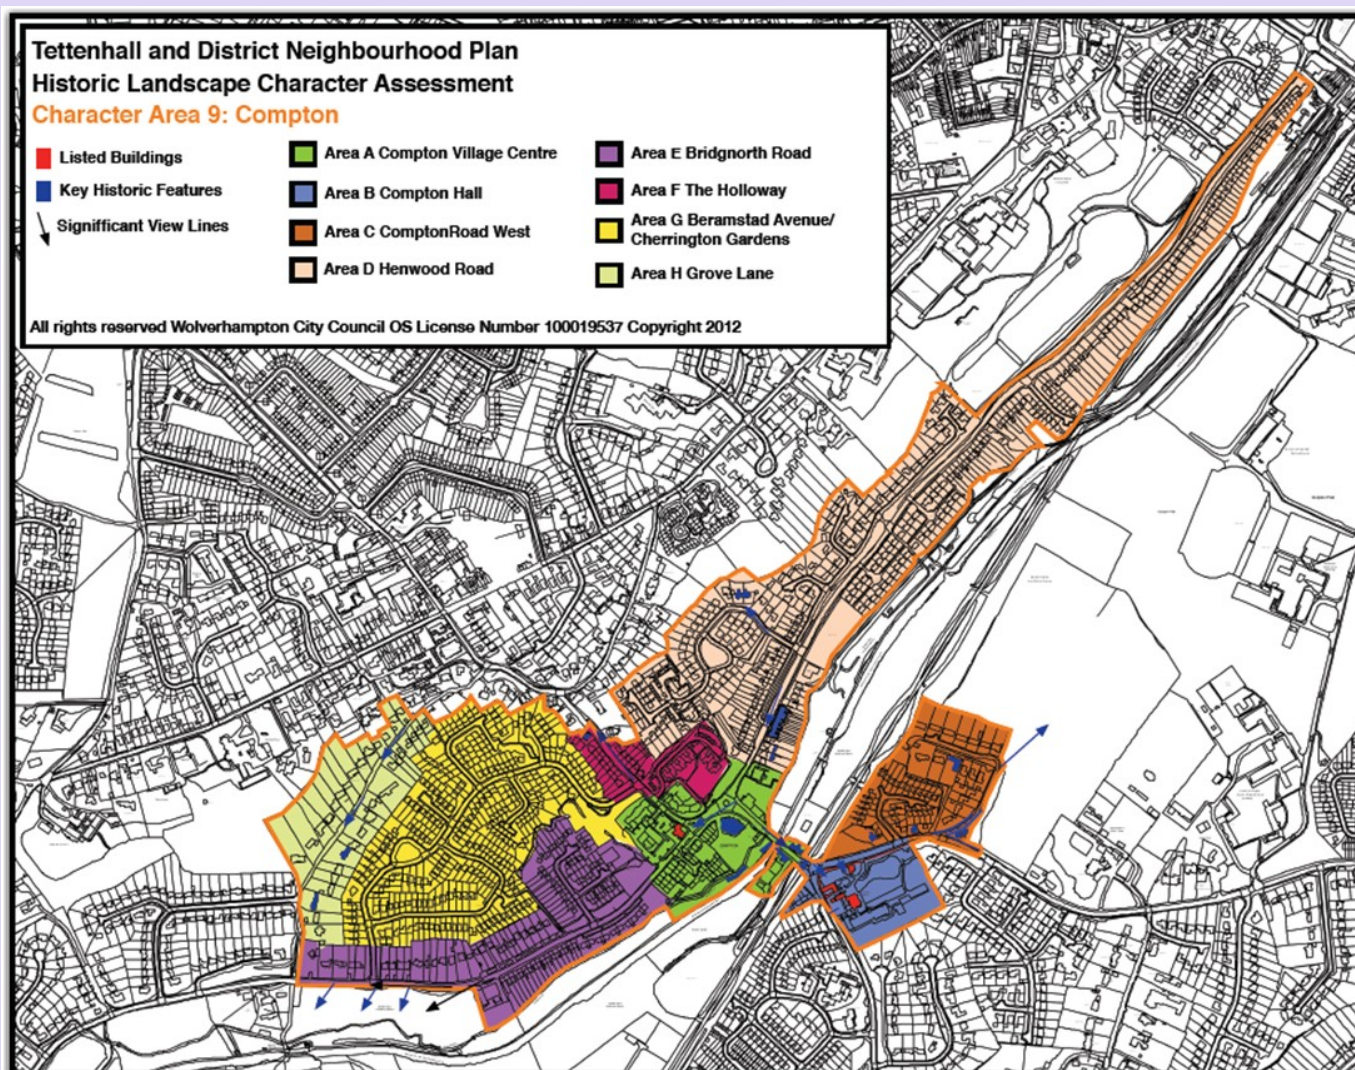 Tettenhall and District Neighbourhood Plan
Historic Landscape Character Assessment
Character Area 9: Compton
Listed Buildings
Key Historic Features
Signifficant View Lines
Area A Compton Village Centre
Area B Compton Hall
Area C ComptonRoad West
Area D Henwood Road
Area E Bridgnorth Road
Area F The Holloway
Area G Beramstad Avenue/
Cherrington Gardens
Area H Grove Lane
All rights reserved Wolverhampton City Council OS License Number 100019537 Copyright 2012